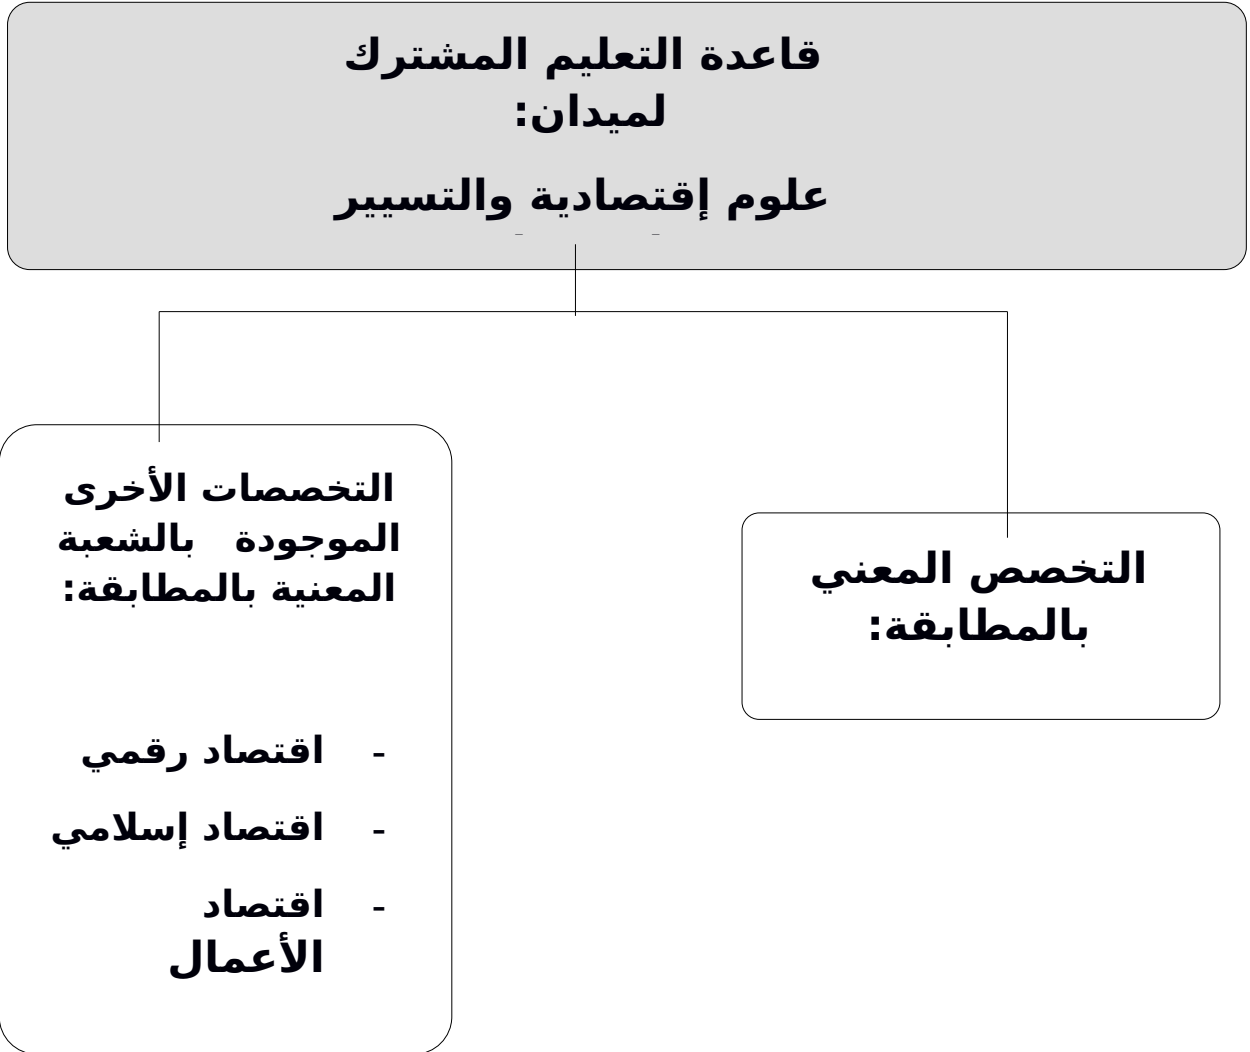 قاعدة التعليم المشترك
لميدان:
علوم إقتصادية والتسيير
التخصص المعني
بالمطابقة:
التخصصات الأخرى
الموجودة بالشعبة
المعنية بالمطابقة:
- اقتصاد رقمي
- اقتصاد إسلامي
- اقتصاد
الأعمال